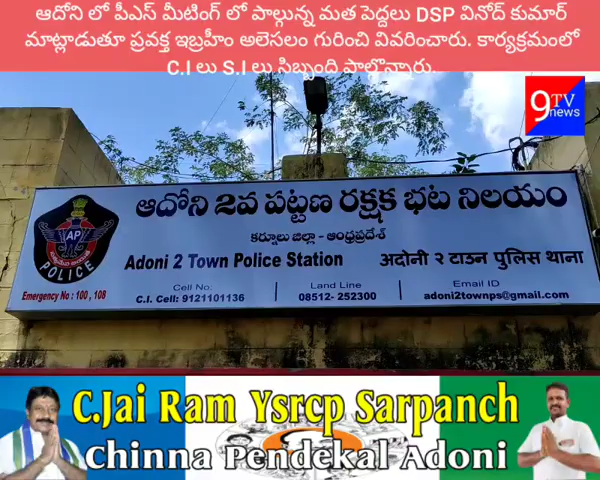 ఆదోని లో పీఎస్ మీటింగ్ లో పాల్గున్న మత పెద్దలు DSP వినోద్ కుమార్
మాట్లాడుతూ ప్రవక్త ఇబ్రహీం అలెసలం గురించి వివరించారు. కార్యక్రమంలో
C.I లు S.I లు,సిబ్బంది పాల్గొన్నారు..
9 TV
news
ఆదోని 2వ పట్టణ రక్షక భట నిలయం
కర్నూలు జిల్లా - ఆంధ్రప్రదేశ్
AP
POLICE
Adoni 2 Town Police Station अदोनी २ टाउन पुलिस थाना
Emergency No : 100 , 108
Cell No:
C.I. Cell: 9121101136
Land Line
08512- 252300
Email ID
adoni2townps@gmail.com
C.Jai Ram Ysrcp Sarpanch
Chinna Pendekal Adoni